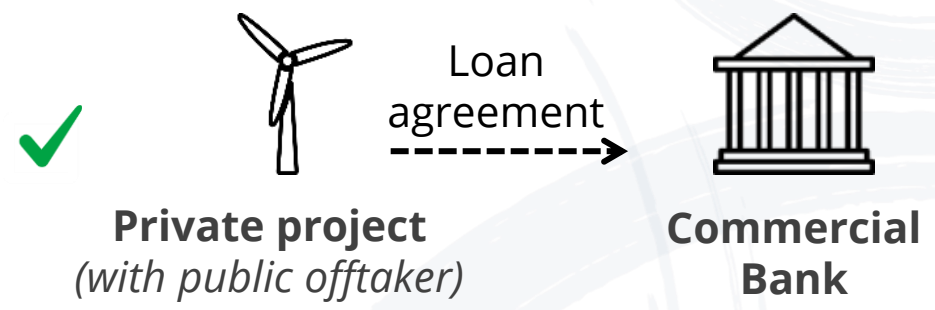 Loan
agreement
Private project
(with public offtaker)
Commercial
Bank